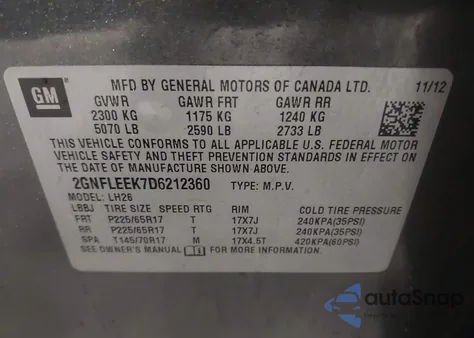 GM
MFD BY GENERAL MOTORS OF CANADA LTD. 11/12
GVWR GAWR FRT GAWR RR
2300 KG 1175 KG 1240 KG
5070 LB 2590 LB 2733 LB
THIS VEHICLE CONFORMS TO ALL APPLICABLE U.S. FEDERAL MOTOR
VEHICLE SAFETY BUMPER, AND THEFT PREVENTION
THE DATE OF MANUFACTURE SHOWN ABOVE.
2GNFLEEK7D6212360 TYPE: M.P.V.
MODEL: LH26
LBBJ TIRE SIZE SPEED RTG RIM COLD TIRE PRESSURE
FRT P225/65R17 T 17X7J 240KPA(35PSI)
RR P225/65R17 T 17X7J 240KPA(35PSI)
SPA T145/70R17 M 17X4.5T 420KPA(60PSI)
SEE OWNER'S MANUAL FOR MORE INFORMATION.
autoSnap